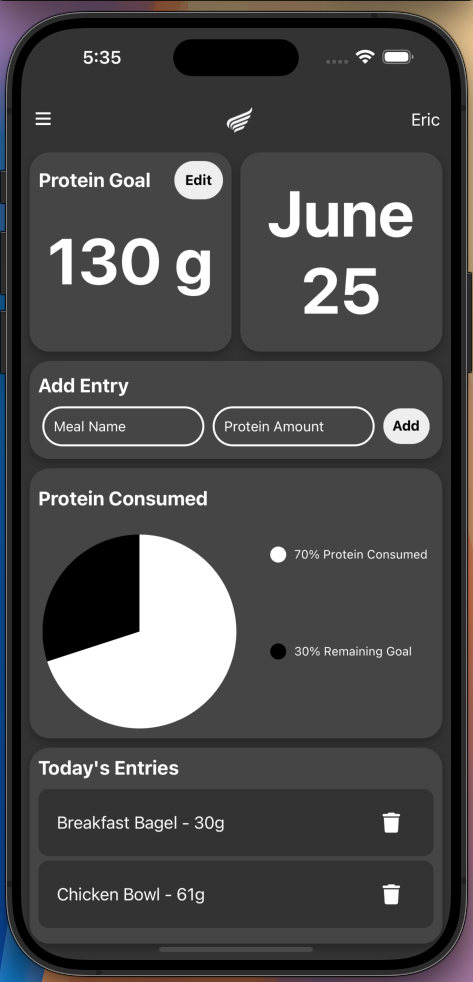 5:35
Eric
Protein Goal
Edit
130 g
June
25
Add Entry
Meal Name
Protein Amount
Add
Protein Consumed
70% Protein Consumed
30% Remaining Goal
Today's Entries
Breakfast Bagel - 30g
Chicken Bowl - 61g